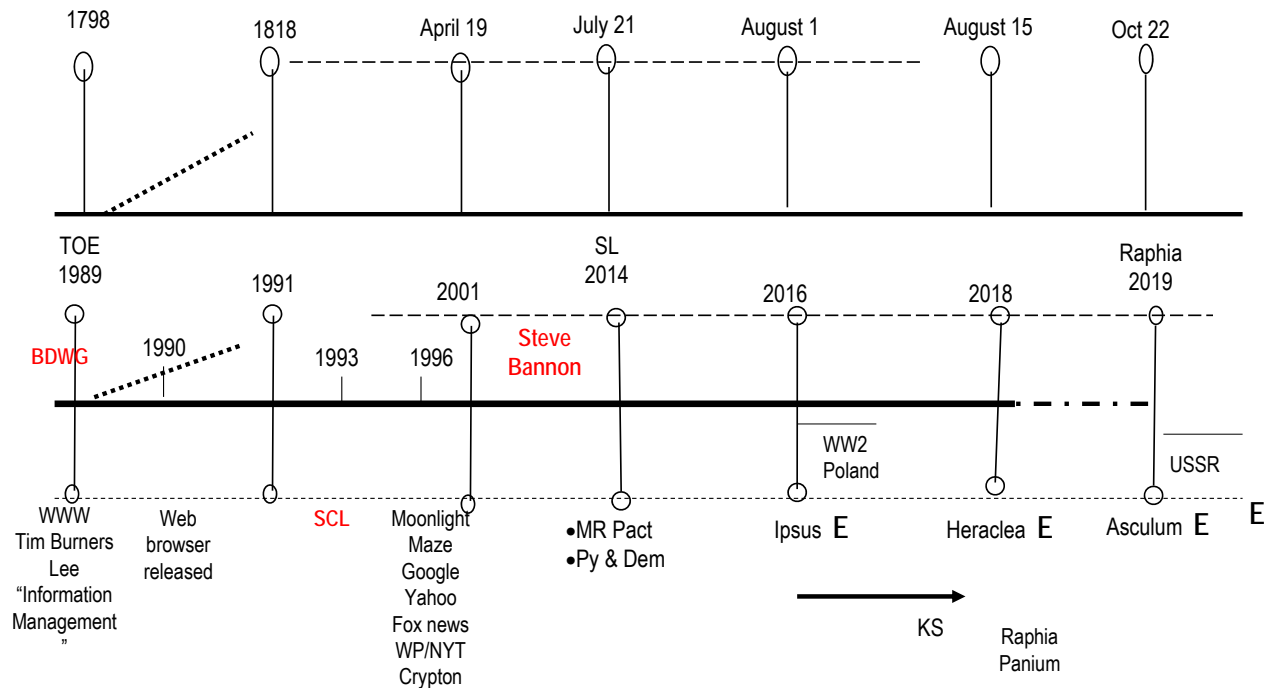 1798
1818
April 19
July 21
August 1
August 15
Oct 22
TOE
1989
1991
2001
SL
2014
2016
2018
Raphia
2019
BDWG
1990
1993
1996
Steve
Bannon
WW2
Poland
USSR
WWW
Tim Burners
Lee
“Information
Management
”
Web
browser
released
SCL
Moonlight
Maze
Google
Yahoo
Fox news
WP/NYT
Crypton
•MR Pact
•Py & Dem
Ipsus E
Heraclea E
Asculum E
E
KS
Raphia
Panium